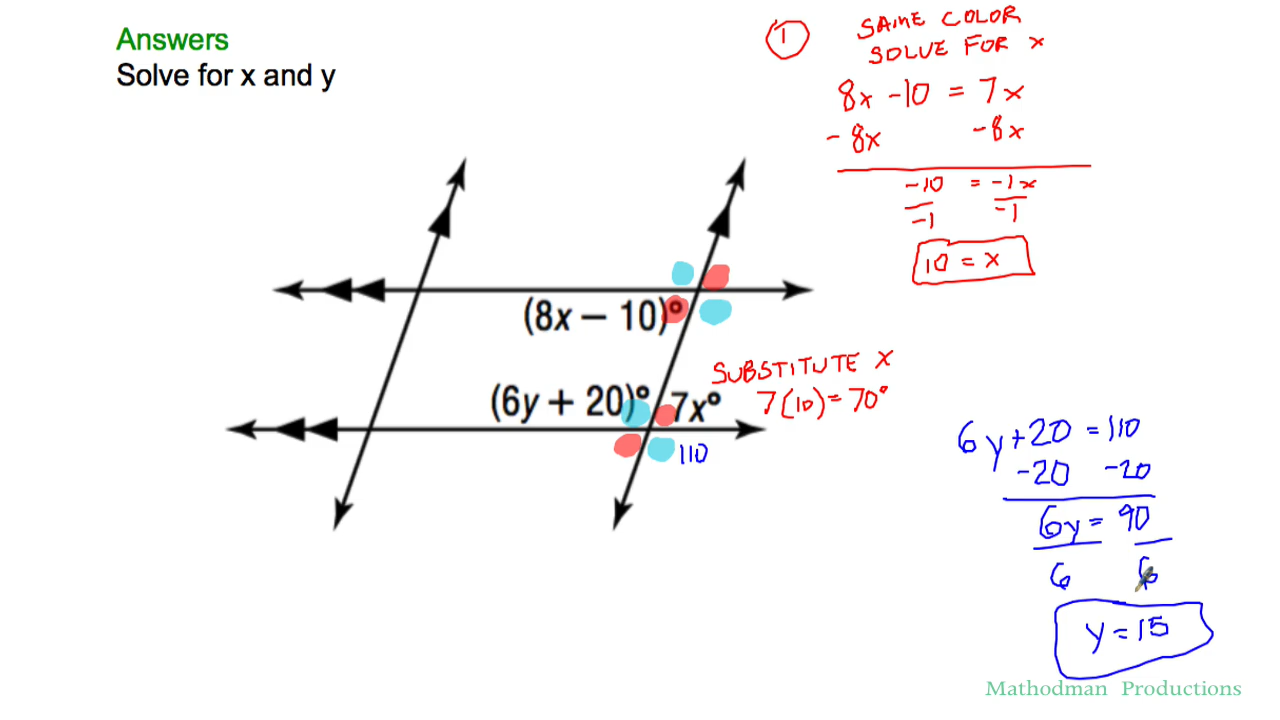 Answers
Solve for x and y
1
SAME COLOR
SOLVE FOR x
8x - 10 = 7x
- 8x - 8x
-10 = -1x
-1 -1
10 = x
(8x − 10)°
(6y + 20)° 7x°
110
SUBSTITUTE X
7(10) = 70°
6y + 20 = 110
-20 -20
6y = 90
6 6
y = 15
Mathodman Productions